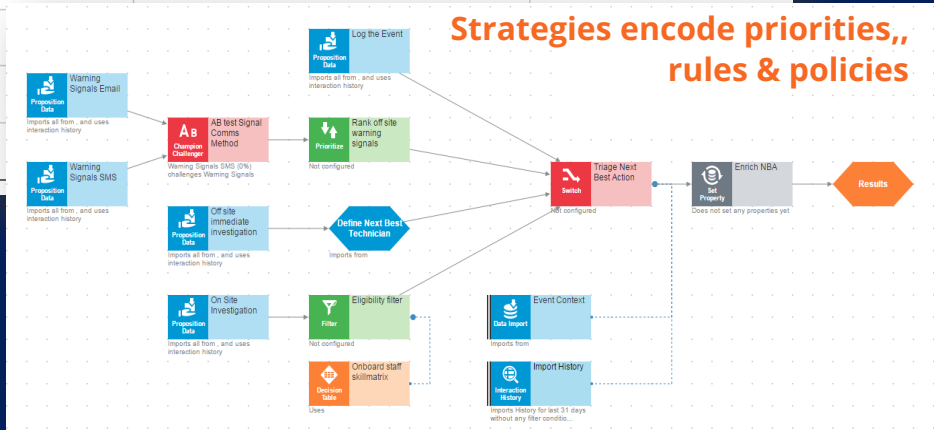 Strategies encode priorities,,
rules & policies
Proposition
Data
Log the Event
Imports all from , and uses
interaction history
Proposition
Data
Warning
Signals Email
Imports all from , and uses
interaction history
AB
Champion
Challenger
AB test Signal
Comms
Method
Warning Signals SMS (0%)
challenges Warning Signals
Prioritize
Rank off site
warning
signals
Not configured
Proposition
Data
Warning
Signals SMS
Imports all from , and uses
interaction history
Switch
Triage Next
Best Action
Not configured
Set
Property
Enrich NBA
Does not set any properties yet
Results
Proposition
Data
Off site
immediate
investigation
Imports all from , and uses
interaction history
Define Next Best
Technician
Imports from
Proposition
Data
On Site
Investigation
Imports all from , and uses
interaction history
Filter
Eligibility filter
Not configured
Data Import
Event Context
Imports from
Decision
Table
Onboard staff
skillmatrix
Uses
Interaction
History
Import History
Imports History for last 31 days
without any filter conditio...